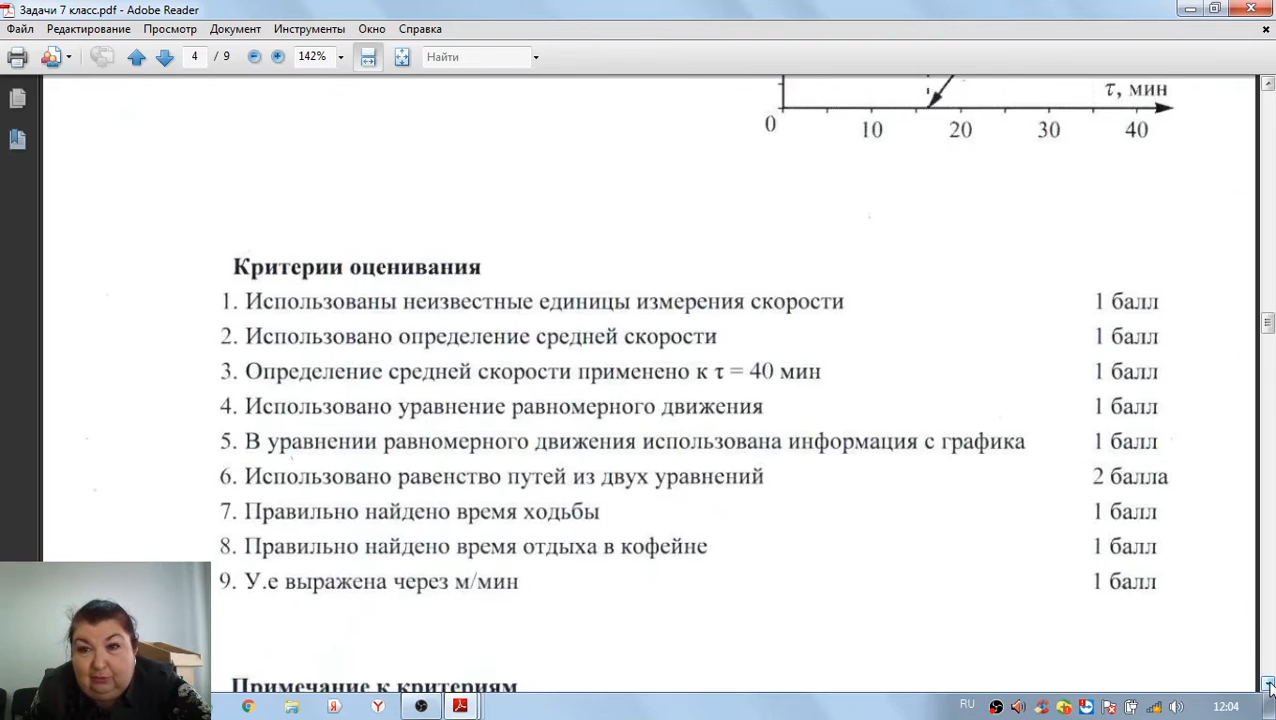 Задачи 7 класс.pdf - Adobe Reader
Файл Редактирование Просмотр Документ Инструменты Окно Справка
4 / 9 142% Найти
τ, мин
0 10 20 30 40
Критерии оценивания
1. Использованы неизвестные единицы измерения скорости 1 балл
2. Использовано определение средней скорости 1 балл
3. Определение средней скорости применено к τ = 40 мин 1 балл
4. Использовано уравнение равномерного движения 1 балл
5. В уравнении равномерного движения использована информация с графика 1 балл
6. Использовано равенство путей из двух уравнений 2 балла
7. Правильно найдено время ходьбы 1 балл
8. Правильно найдено время отдыха в кофейне 1 балл
9. У.е выражена через м/мин 1 балл
Примечание к критериям
RU 12:04